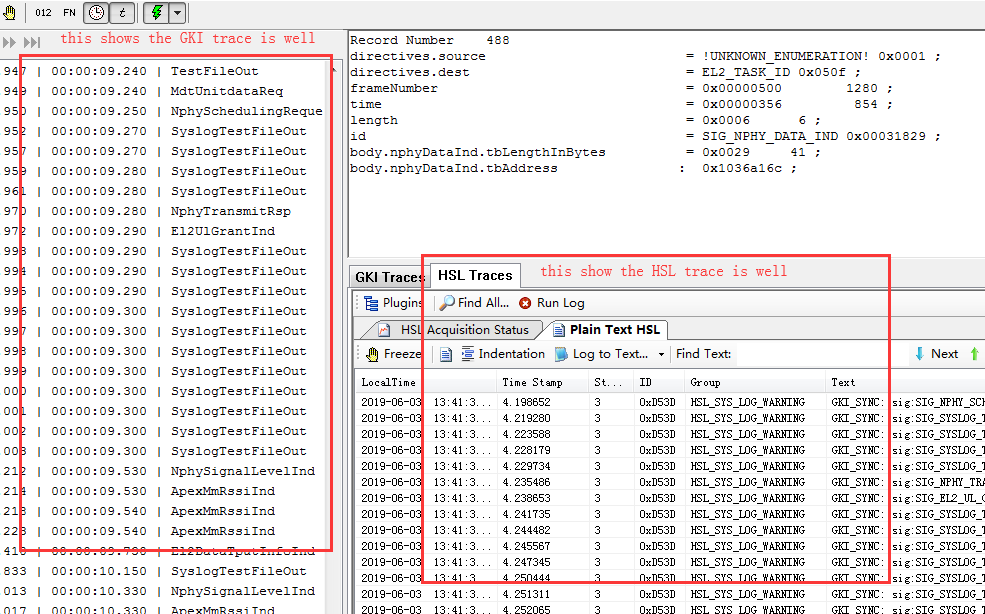 012 FN t
this shows the GKI trace is well
947 | 00:00:09.240 | TestFileOut
949 | 00:00:09.240 | MdtUnitdataReq
950 | 00:00:09.250 | NphySchedulingReque
952 | 00:00:09.270 | SyslogTestFileOut
957 | 00:00:09.270 | SyslogTestFileOut
959 | 00:00:09.280 | SyslogTestFileOut
961 | 00:00:09.280 | SyslogTestFileOut
970 | 00:00:09.280 | NphyTransmitRsp
972 | 00:00:09.290 | El2UlGrantInd
993 | 00:00:09.290 | SyslogTestFileOut
994 | 00:00:09.290 | SyslogTestFileOut
995 | 00:00:09.290 | SyslogTestFileOut
996 | 00:00:09.300 | SyslogTestFileOut
997 | 00:00:09.300 | SyslogTestFileOut
998 | 00:00:09.300 | SyslogTestFileOut
999 | 00:00:09.300 | SyslogTestFileOut
000 | 00:00:09.300 | SyslogTestFileOut
001 | 00:00:09.300 | SyslogTestFileOut
002 | 00:00:09.300 | SyslogTestFileOut
003 | 00:00:09.300 | SyslogTestFileOut
212 | 00:00:09.530 | NphySignalLevelInd
214 | 00:00:09.530 | ApexMmRssiInd
218 | 00:00:09.540 | ApexMmRssiInd
223 | 00:00:09.540 | ApexMmRssiInd
413 | 00:00:09.730 | El2DataTputInfoInd
833 | 00:00:10.150 | SyslogTestFileOut
013 | 00:00:10.330 | NphySignalLevelInd
017 | 00:00:10.330 | ApexMmRssiInd
Record Number 488
directives.source = !UNKNOWN_ENUMERATION! 0x0001 ;
directives.dest = EL2_TASK_ID 0x050f ;
frameNumber = 0x00000500 1280 ;
time = 0x00000356 854 ;
length = 0x0006 6 ;
id = SIG_NPHY_DATA_IND 0x00031829 ;
body.nphyDataInd.tbLengthInBytes = 0x0029 41 ;
body.nphyDataInd.tbAddress : 0x1036a16c ;
GKI Traces HSL Traces this show the HSL trace is well
Plugins Find All... Run Log
HSL Acquisition Status Plain Text HSL
Freeze Indentation Log to Text... Find Text: Next
LocalTime Time Stamp St... ID Group Text
2019-06-03 13:41:3... 4.198652 3 0xD53D HSL_SYS_LOG_WARNING GKI_SYNC: sig:SIG_NPHY_SCH
2019-06-03 13:41:3... 4.219280 3 0xD53D HSL_SYS_LOG_WARNING GKI_SYNC: sig:SIG_SYSLOG_T
2019-06-03 13:41:3... 4.223588 3 0xD53D HSL_SYS_LOG_WARNING GKI_SYNC: sig:SIG_SYSLOG_T
2019-06-03 13:41:3... 4.228179 3 0xD53D HSL_SYS_LOG_WARNING GKI_SYNC: sig:SIG_SYSLOG_T
2019-06-03 13:41:3... 4.229734 3 0xD53D HSL_SYS_LOG_WARNING GKI_SYNC: sig:SIG_SYSLOG_T
2019-06-03 13:41:3... 4.235486 3 0xD53D HSL_SYS_LOG_WARNING GKI_SYNC: sig:SIG_NPHY_TRA
2019-06-03 13:41:3... 4.238653 3 0xD53D HSL_SYS_LOG_WARNING GKI_SYNC: sig:SIG_EL2_UL_G
2019-06-03 13:41:3... 4.241735 3 0xD53D HSL_SYS_LOG_WARNING GKI_SYNC: sig:SIG_SYSLOG_T
2019-06-03 13:41:3... 4.244482 3 0xD53D HSL_SYS_LOG_WARNING GKI_SYNC: sig:SIG_SYSLOG_T
2019-06-03 13:41:3... 4.245567 3 0xD53D HSL_SYS_LOG_WARNING GKI_SYNC: sig:SIG_SYSLOG_T
2019-06-03 13:41:3... 4.247345 3 0xD53D HSL_SYS_LOG_WARNING GKI_SYNC: sig:SIG_SYSLOG_T
2019-06-03 13:41:3 4.250444 3 0xD53D HSL_SYS_LOG_WARNING GKI_SYNC: sig:SIG_SYSLOG_T
2019-06-03 13:41:3... 4.251311 3 0xD53D HSL_SYS_LOG_WARNING GKI_SYNC: sig:SIG_SYSLOG_T
2019-06-03 13:41:3... 4.252065 3 0xD53D HSL_SYS_LOG_WARNING GKI_SYNC: sig:SIG_SYSLOG_T